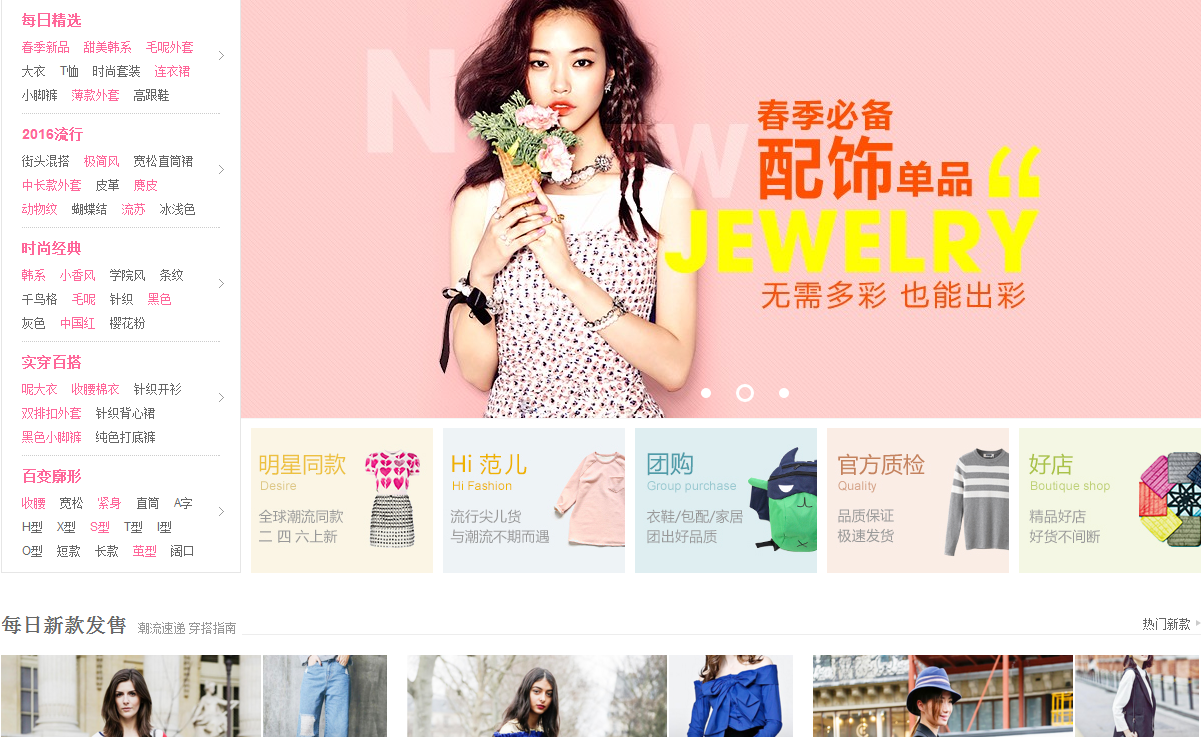 每日精选
春季新品 甜美韩系 毛呢外套
大衣 T恤 时尚套装 连衣裙
小脚裤 薄款外套 高跟鞋
2016流行
街头混搭 极简风 宽松直筒裙
中长款外套 皮革 麂皮
动物纹 蝴蝶结 流苏 冰浅色
时尚经典
韩系 小香风 学院风 条纹
千鸟格 毛呢 针织 黑色
灰色 中国红 樱花粉
实穿百搭
呢大衣 收腰棉衣 针织开衫
双排扣外套 针织背心裙
黑色小脚裤 纯色打底裤
百变廓形
收腰 宽松 紧身 直筒 A字
H型 X型 S型 T型 I型
O型 短款 长款 茧型 阔口
NEW
春季必备
配饰单品
JEWELRY
无需多彩 也能出彩
明星同款
Desire
全球潮流同款
二 四 六上新
Hi 范儿
Hi Fashion
流行尖儿货
与潮流不期而遇
团购
Group purchase
衣鞋/包配/家居
团出好品质
官方质检
Quality
品质保证
极速发货
好店
Boutique shop
精品好店
好货不间断
每日新款发售 潮流速递 穿搭指南
热门新款